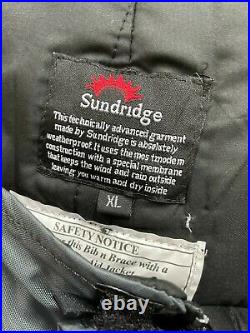 Sundridge
This technically advanced garment
made by Sundridge is absolutely
weatherproof. It uses the most modern
construction with a special membrane
that keeps the wind and rain outside
leaving you warm and dry inside
XL
SAFETY NOTICE
this Bib n Brace with a
Aid Jacket